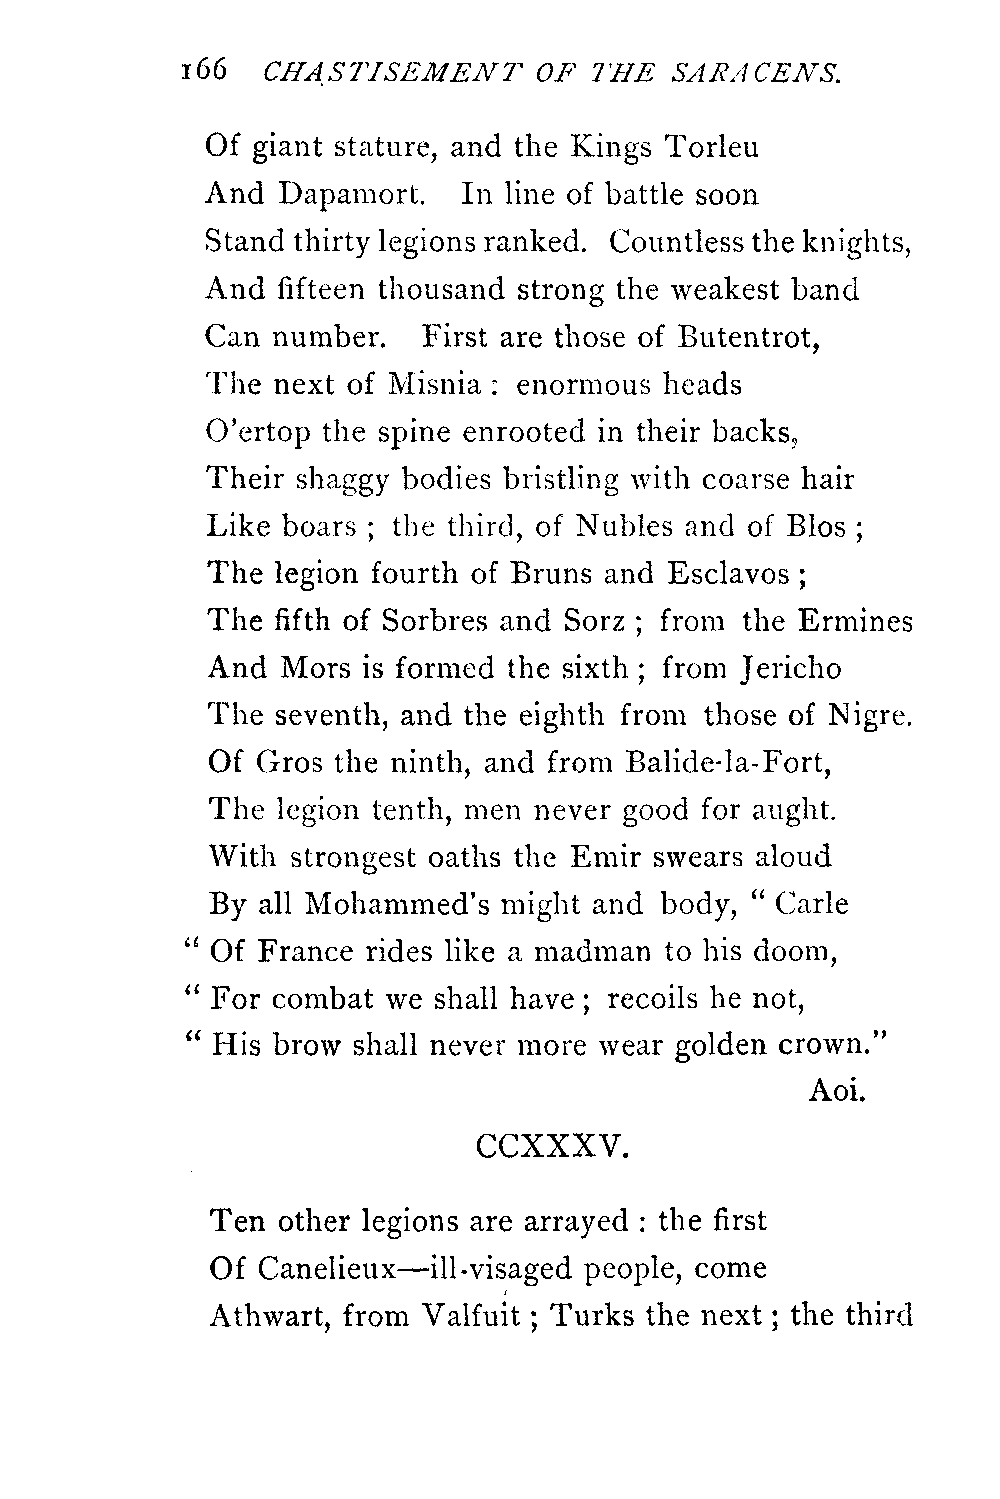 166 CHASTISEMENT OF THE SARACENS.
Of giant stature, and the Kings Torleu
And Dapamort. In line of battle soon
Stand thirty legions ranked. Countless the knights,
And fifteen thousand strong the weakest band
Can number. First are those of Butentrot,
The next of Misnia : enormous heads
O'ertop the spine enrooted in their backs,
Their shaggy bodies bristling with coarse hair
Like boars ; the third, of Nubles and of Blos ;
The legion fourth of Bruns and Esclavos ;
The fifth of Sorbres and Sorz ; from the Ermines
And Mors is formed the sixth ; from Jericho
The seventh, and the eighth from those of Nigre.
Of Gros the ninth, and from Balide-la-Fort,
The legion tenth, men never good for aught.
With strongest oaths the Emir swears aloud
By all Mohammed's might and body, “ Carle
“ Of France rides like a madman to his doom,
“ For combat we shall have ; recoils he not,
“ His brow shall never more wear golden crown.”
Aoi.
CCXXXV.
Ten other legions are arrayed : the first
Of Canelieux—ill-visaged people, come
Athwart, from Valfuit ; Turks the next ; the third